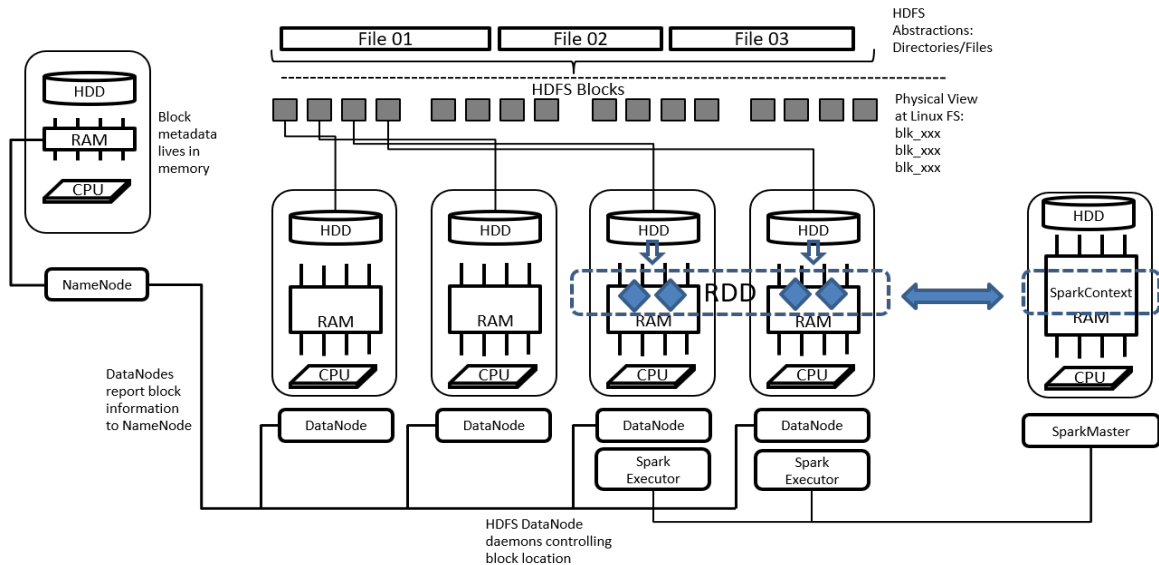 File 01
File 02
File 03
HDFS
Abstractions:
Directories/Files
HDFS Blocks
Physical View
at Linux FS:
blk_xxx
blk_xxx
blk_xxx
HDD
RAM
CPU
Block
metadata
lives in
memory
NameNode
DataNodes
report block
information
to NameNode
HDD
HDD
HDD
HDD
HDD
RDD
SparkContext
RAM
RAM
RAM
RAM
RAM
CPU
CPU
CPU
CPU
CPU
DataNode
DataNode
DataNode
DataNode
SparkMaster
Spark
Executor
Spark
Executor
HDFS DataNode
daemons controlling
block location